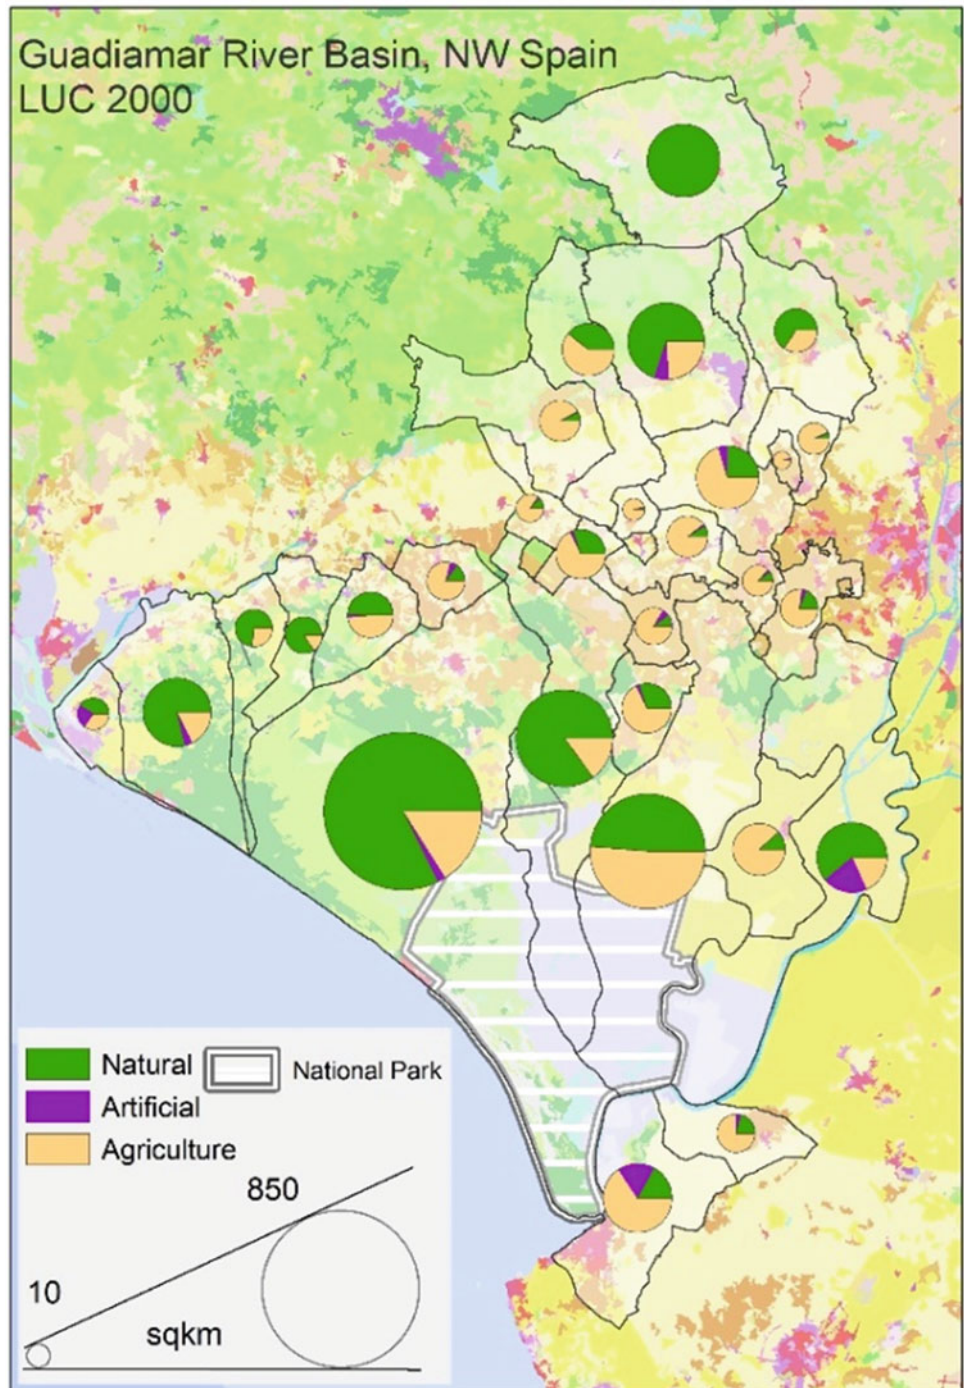 Guadiamar River Basin, NW Spain
LUC 2000
Natural
National Park
Artificial
Agriculture
850
10
sqkm